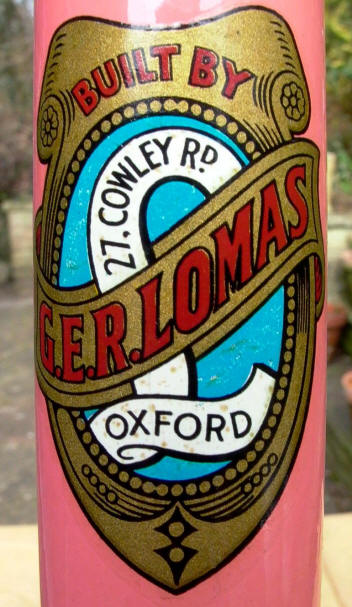 BUILT BY
27, COWLEY RD.
G.E.R. LOMAS
OXFORD